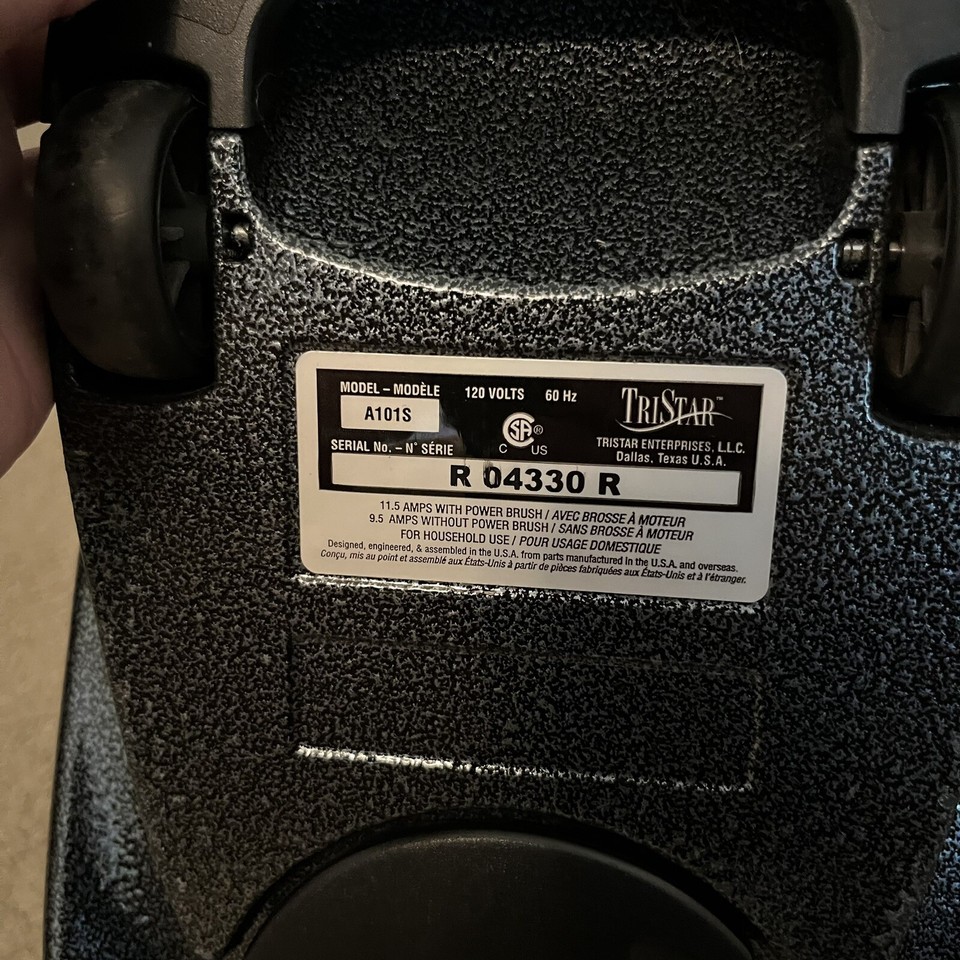 MODEL – MODÈLE 120 VOLTS 60 Hz TRISTAR™
A101S
SA® C US
TRISTAR ENTERPRISES, L.L.C.
SERIAL No. – N° SÉRIE
Dallas, Texas U.S.A.
R 04330 R
11.5 AMPS WITH POWER BRUSH / AVEC BROSSE À MOTEUR
9.5 AMPS WITHOUT POWER BRUSH / SANS BROSSE À MOTEUR
FOR HOUSEHOLD USE / POUR USAGE DOMESTIQUE
Designed, engineered, & assembled in the U.S.A. from parts manufactured in the U.S.A. and overseas.
Conçu, mis au point et assemblé aux États-Unis à partir de pièces fabriquées aux États-Unis et à l'étranger.